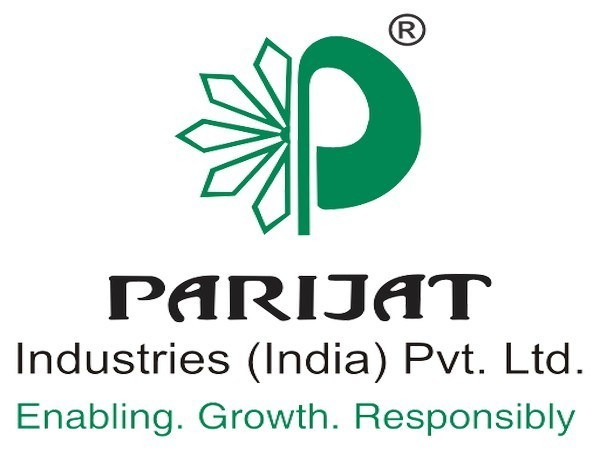 ®
PARIJAT
Industries (India) Pvt. Ltd.
Enabling. Growth. Responsibly